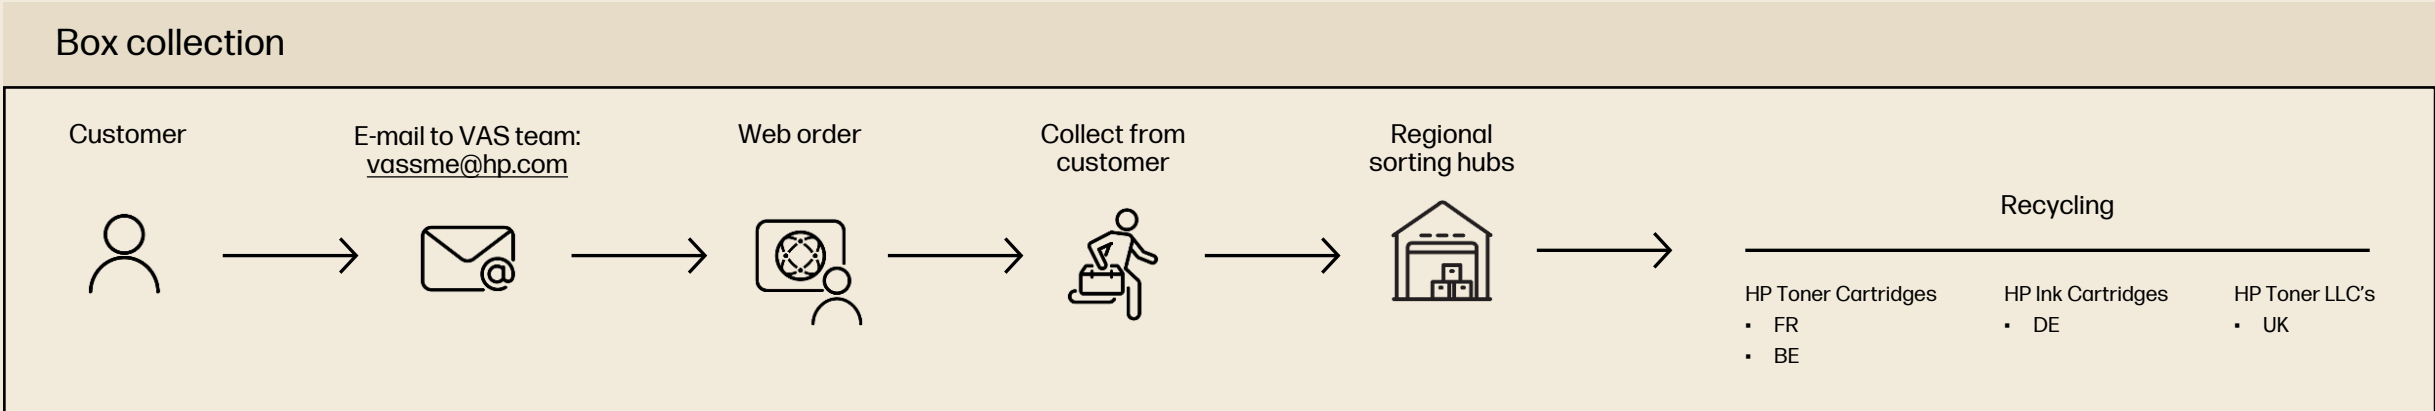 Box collection
Customer
E-mail to VAS team:
vassme@hp.com
Web order
Collect from
customer
Regional
sorting hubs
Recycling
HP Toner Cartridges
▪ FR
▪ BE
HP Ink Cartridges
▪ DE
HP Toner LLC's
▪ UK